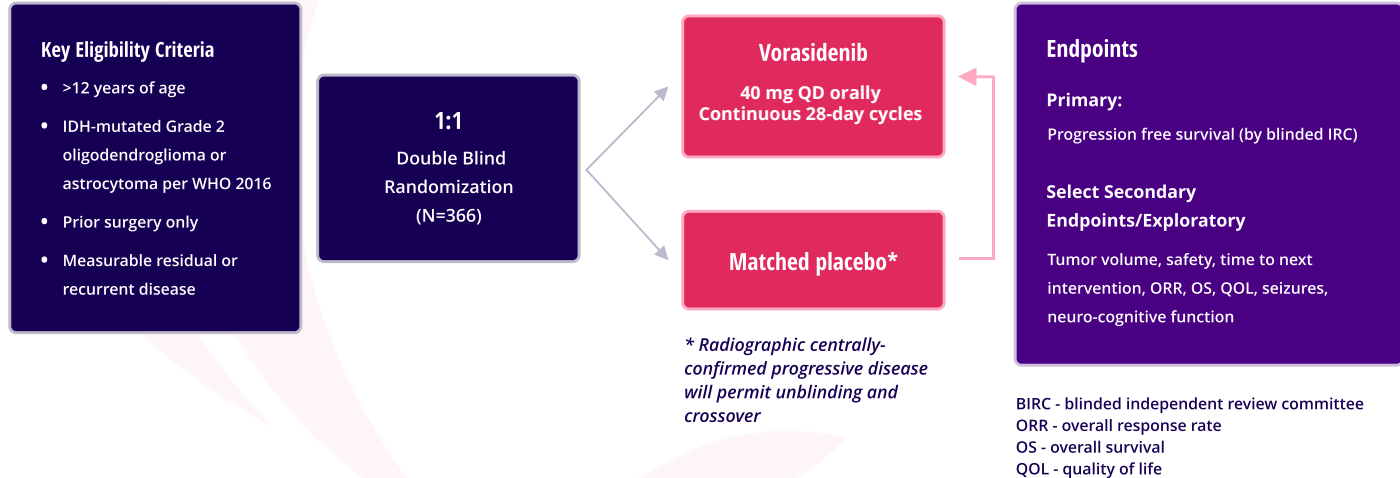 Key Eligibility Criteria
• >12 years of age
• IDH-mutated Grade 2
oligodendroglioma or
astrocytoma per WHO 2016
• Prior surgery only
• Measurable residual or
recurrent disease
1:1
Double Blind
Randomization
(N=366)
Vorasidenib
40 mg QD orally
Continuous 28-day cycles
Matched placebo*
* Radiographic centrally-
confirmed progressive disease
will permit unblinding and
crossover
Endpoints
Primary:
Progression free survival (by blinded IRC)
Select Secondary
Endpoints/Exploratory
Tumor volume, safety, time to next
intervention, ORR, OS, QOL, seizures,
neuro-cognitive function
BIRC - blinded independent review committee
ORR - overall response rate
OS - overall survival
QOL - quality of life